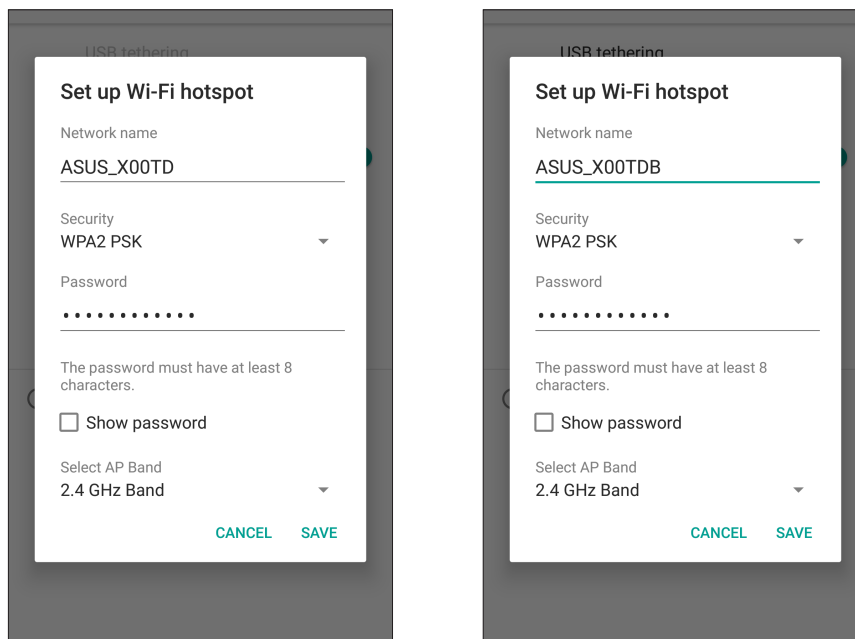 USB tethering
Set up Wi-Fi hotspot
Network name
ASUS_X00TD
Security
WPA2 PSK
Password
••••••••••••
The password must have at least 8
characters.
Show password
Select AP Band
2.4 GHz Band
CANCEL SAVE
USB tethering
Set up Wi-Fi hotspot
Network name
ASUS_X00TDB
Security
WPA2 PSK
Password
••••••••••••
The password must have at least 8
characters.
Show password
Select AP Band
2.4 GHz Band
CANCEL SAVE